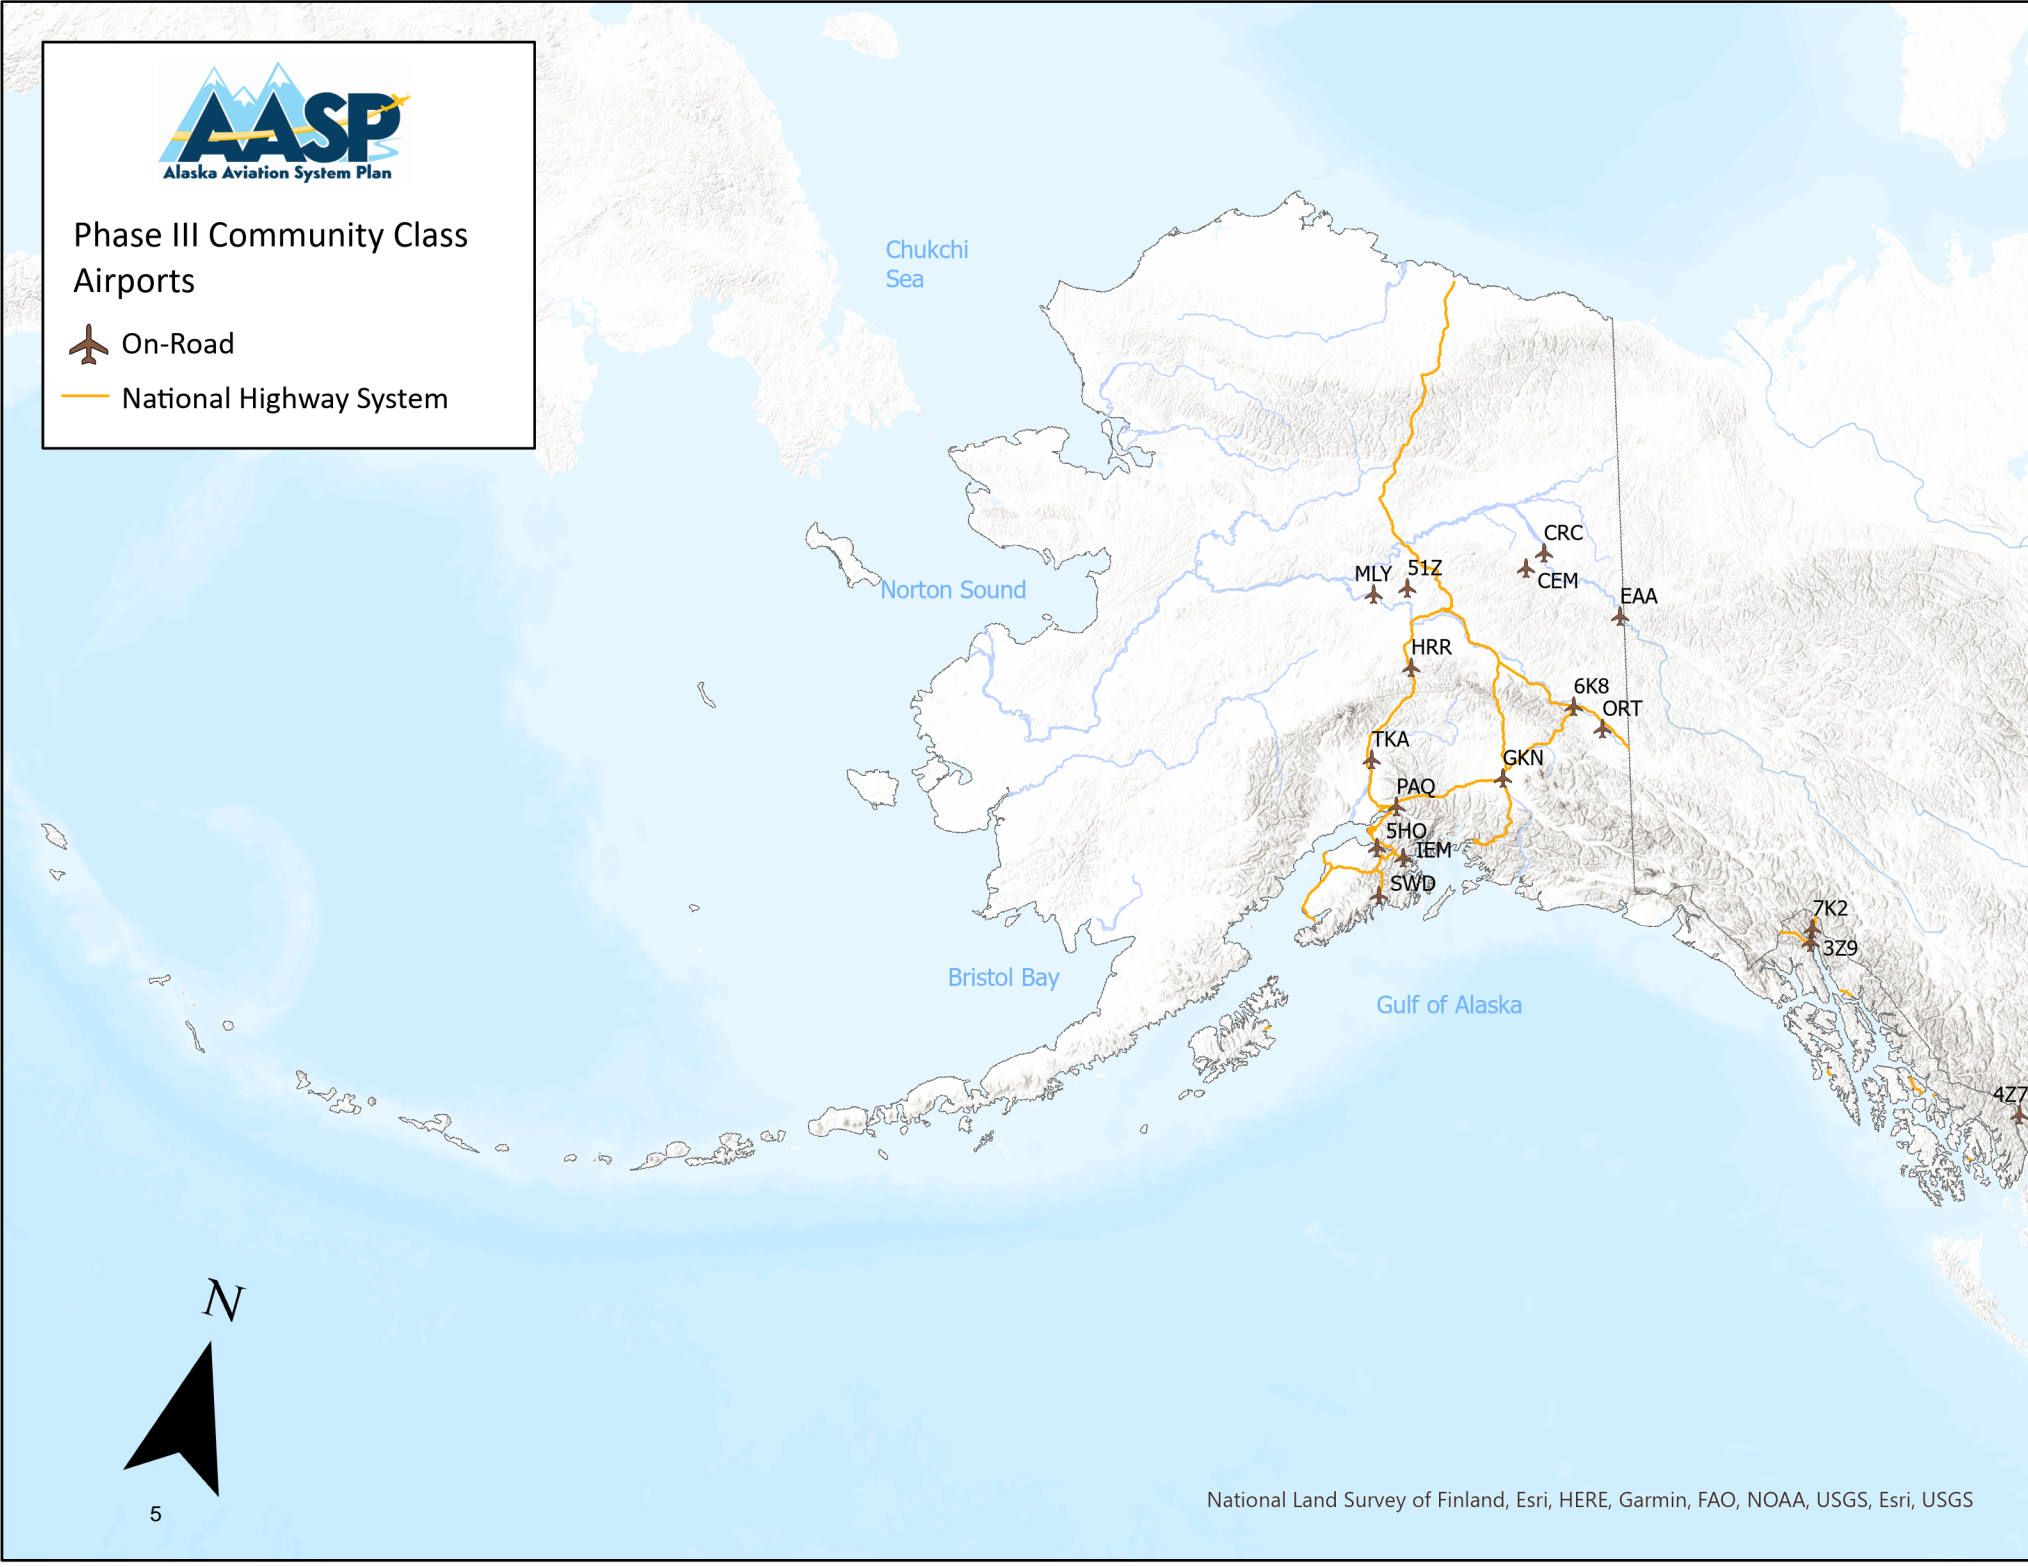 AASP
Alaska Aviation System Plan
Phase III Community Class
Airports
On-Road
National Highway System
Chukchi
Sea
CRC
51Z
MLY
CEM
Norton Sound
EAA
HRR
6K8
ORT
TKA
GKN
PAQ
5HO
IEM
SWD
7K2
3Z9
Bristol Bay
Gulf of Alaska
4Z7
N
National Land Survey of Finland, Esri, HERE, Garmin, FAO, NOAA, USGS, Esri, USGS
5